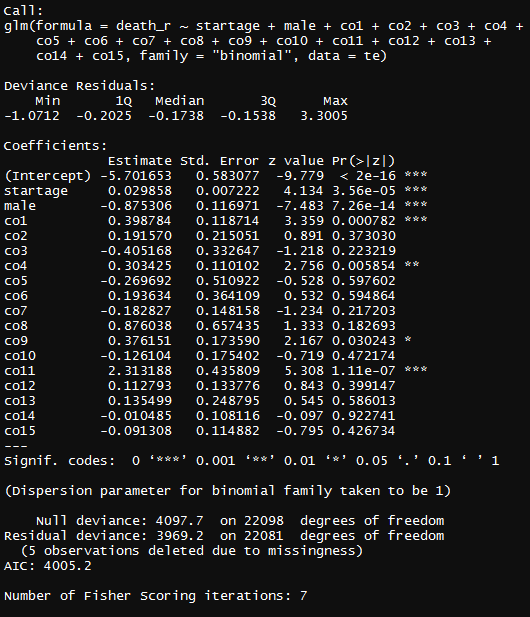 Call:
glm(formula = death_r ~ startage + male + co1 + co2 + co3 + co4 +
    co5 + co6 + co7 + co8 + co9 + co10 + co11 + co12 + co13 +
    co14 + co15, family = "binomial", data = te)

Deviance Residuals:
    Min       1Q   Median       3Q      Max
-1.0712  -0.2025  -0.1738  -0.1538   3.3005

Coefficients:
             Estimate Std. Error z value Pr(>|z|)
(Intercept) -5.701653   0.583077  -9.779  < 2e-16 ***
startage     0.029858   0.007222   4.134 3.56e-05 ***
male        -0.875306   0.116971  -7.483 7.26e-14 ***
co1          0.398784   0.118714   3.359 0.000782 ***
co2          0.191570   0.215051   0.891 0.373030
co3         -0.405168   0.332647  -1.218 0.223219
co4          0.303425   0.110102   2.756 0.005854 **
co5         -0.269692   0.510922  -0.528 0.597602
co6          0.193634   0.364109   0.532 0.594864
co7         -0.182827   0.148158  -1.234 0.217203
co8          0.876038   0.657435   1.333 0.182693
co9          0.376151   0.173590   2.167 0.030243 *
co10        -0.126104   0.175402  -0.719 0.472174
co11         2.313188   0.435809   5.308 1.11e-07 ***
co12         0.112793   0.133776   0.843 0.399147
co13         0.135499   0.248795   0.545 0.586013
co14        -0.010485   0.108116  -0.097 0.922741
co15        -0.091308   0.114882  -0.795 0.426734
---
Signif. codes:  0 ‘***’ 0.001 ‘**’ 0.01 ‘*’ 0.05 ‘.’ 0.1 ‘ ’ 1

(Dispersion parameter for binomial family taken to be 1)

    Null deviance: 4097.7  on 22098  degrees of freedom
Residual deviance: 3969.2  on 22081  degrees of freedom
  (5 observations deleted due to missingness)
AIC: 4005.2

Number of Fisher Scoring iterations: 7